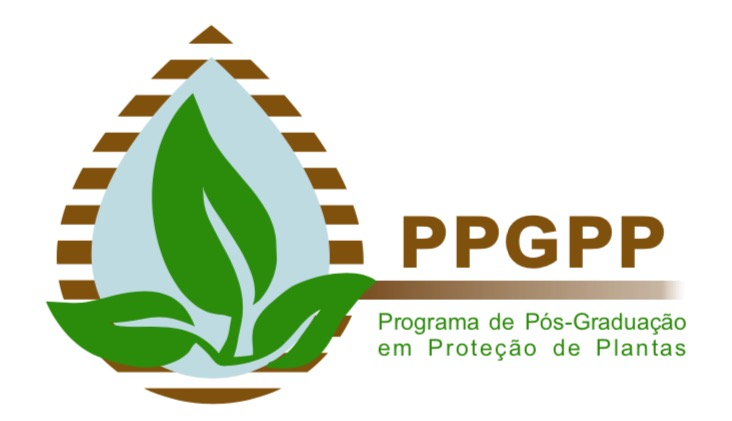 PPGPP
Programa de Pós-Graduação
em Proteção de Plantas